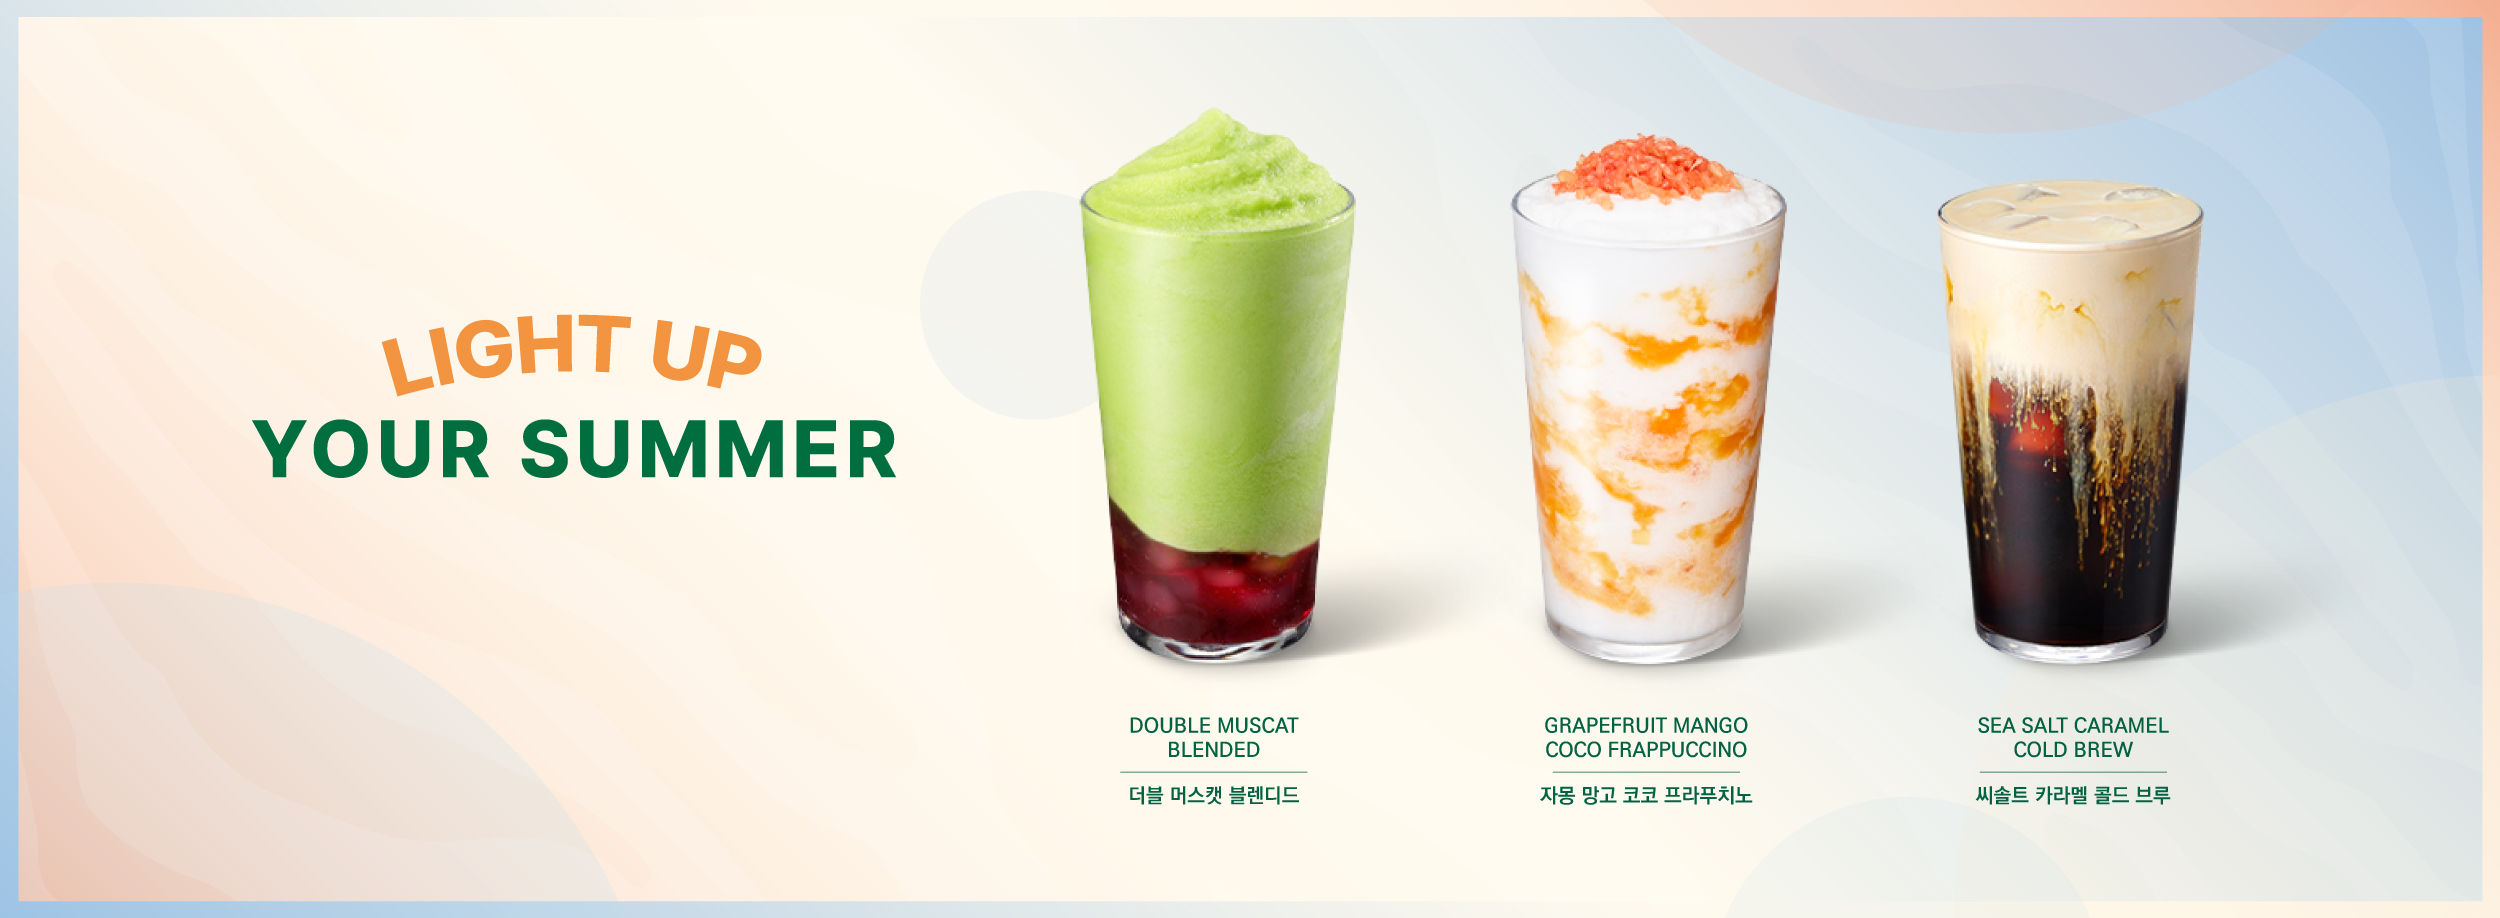 LIGHT UP
YOUR SUMMER
DOUBLE MUSCAT
BLENDED
더블 머스캣 블렌디드
GRAPEFRUIT MANGO
COCO FRAPPUCCINO
자몽 망고 코코 프라푸치노
SEA SALT CARAMEL
COLD BREW
씨솔트 카라멜 콜드 브루